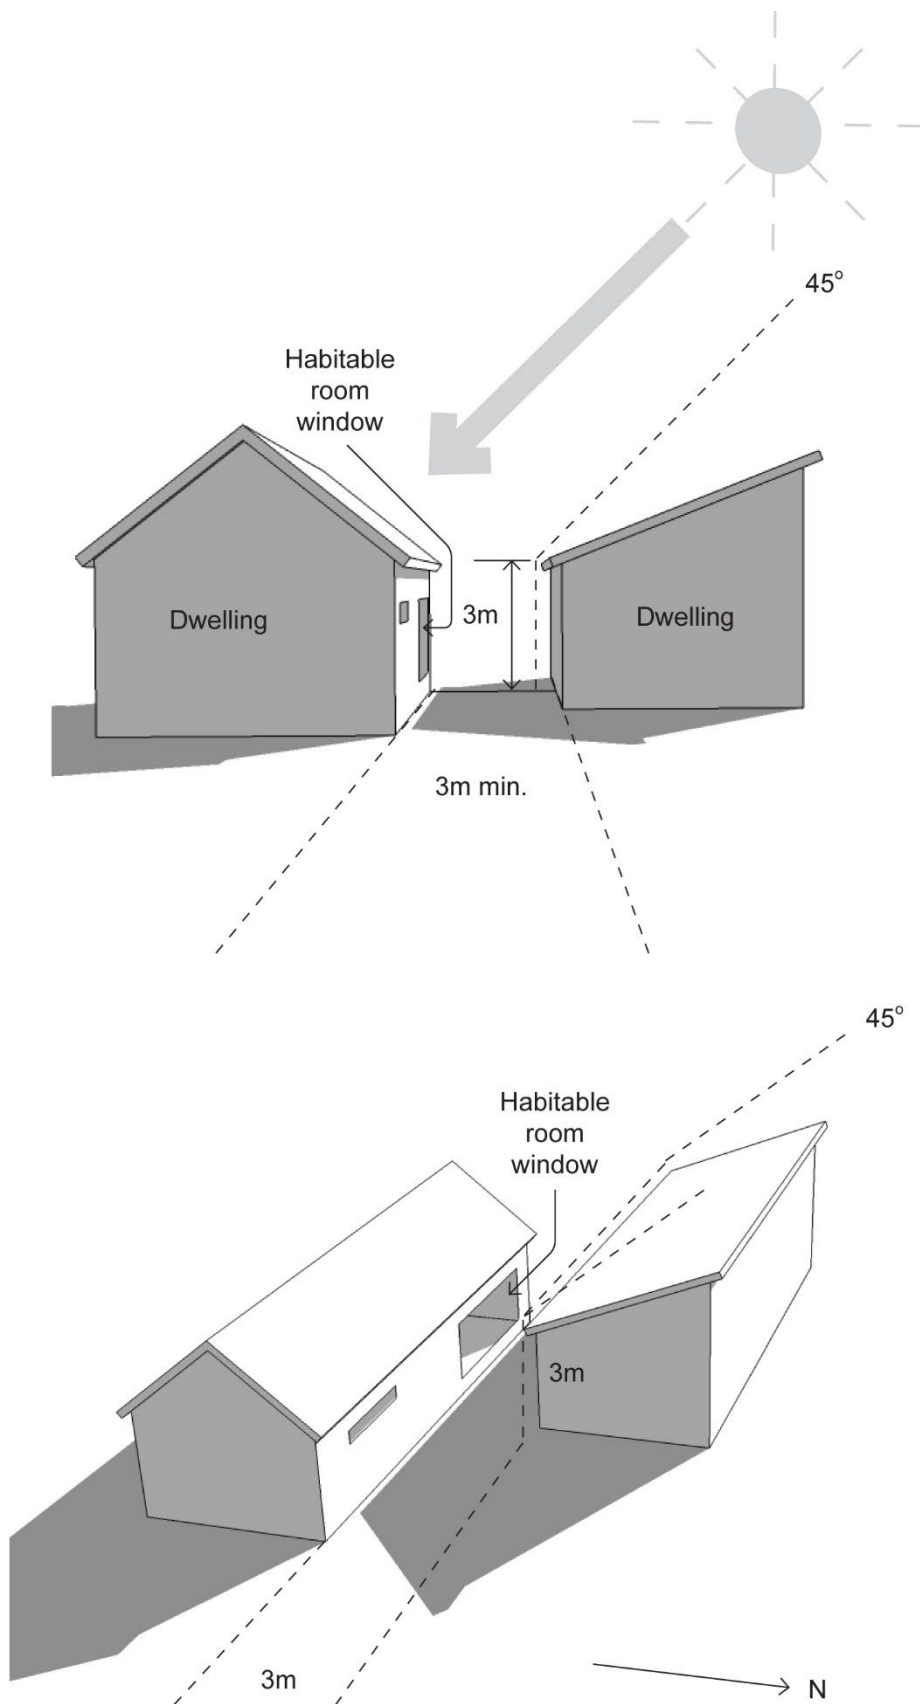 45°
Habitable
room
window
3m
Dwelling
Dwelling
3m min.
45°
Habitable
room
window
3m
3m
N